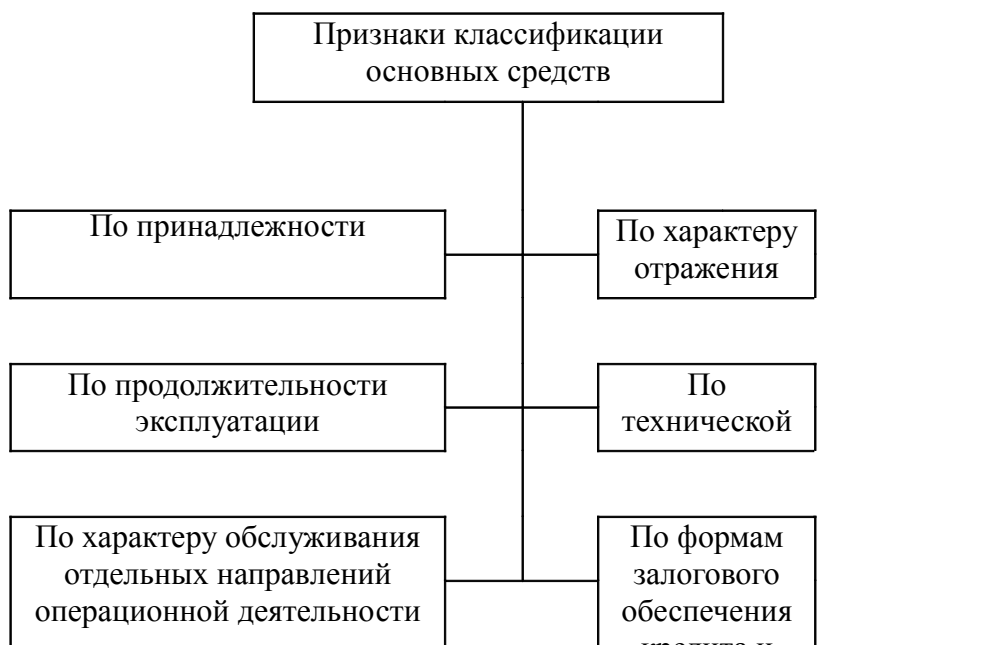 Признаки классификации
основных средств
По принадлежности
По характеру
отражения
По продолжительности
эксплуатации
По
технической
По характеру обслуживания
отдельных направлений
операционной деятельности
По формам
залогового
обеспечения